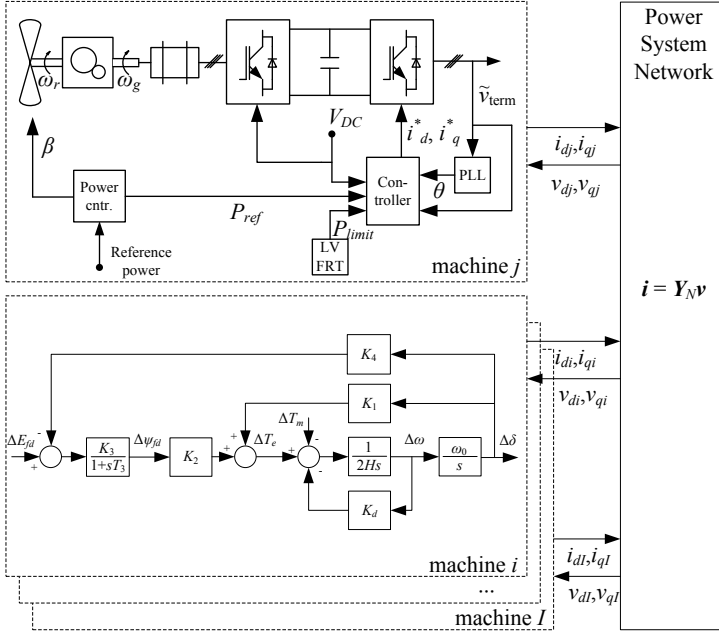 Power
System
Network
ω_r
ω_g
ṽ_term
V_DC
i*_d, i*_q
i_dj,i_qj
β
PLL
Con-
troller
θ
v_dj,v_qj
Power
cntr.
P_ref
P_limit
Reference
power
LV
FRT
machine j
i = Y_N v
K_4
i_di,i_qi
K_1
v_di,v_qi
ΔT_m
-
-
ΔE_fd
+
K_3
1+sT_3
Δψ_fd
K_2
+
+
ΔT_e
+
-
1
2Hs
Δω
ω_0
s
Δδ
K_d
i_dI,i_qI
machine i
...
v_dI,v_qI
machine I